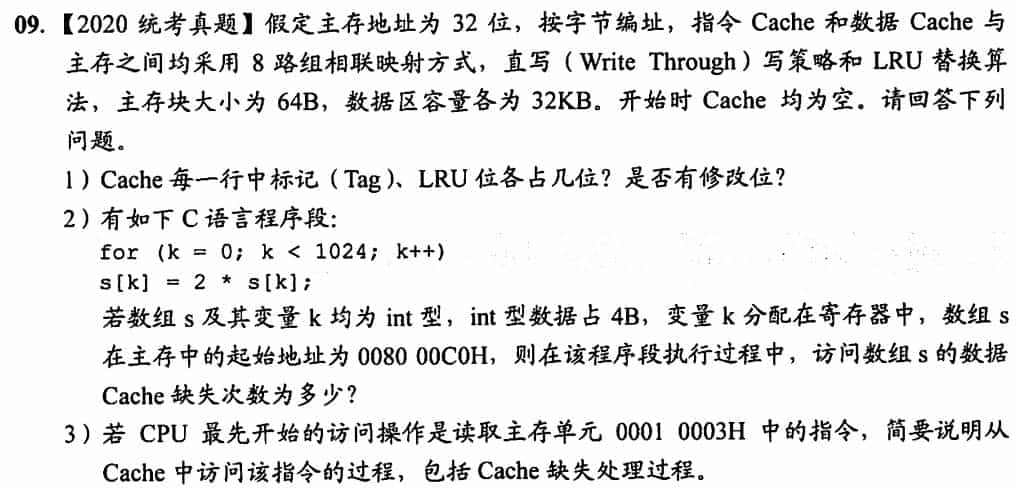 09.【2020 统考真题】假定主存地址为 32 位，按字节编址，指令 Cache 和数据 Cache 与
主存之间均采用 8 路组相联映射方式，直写（Write Through）写策略和 LRU 替换算
法，主存块大小为 64B，数据区容量各为 32KB。开始时 Cache 均为空。请回答下列
问题。
1）Cache 每一行中标记（Tag）、LRU 位各占几位？是否有修改位？
2）有如下 C 语言程序段：
for (k = 0; k < 1024; k++)
s[k] = 2 * s[k];
若数组 s 及其变量 k 均为 int 型，int 型数据占 4B，变量 k 分配在寄存器中，数组 s
在主存中的起始地址为 0080 00C0H，则在该程序段执行过程中，访问数组 s 的数据
Cache 缺失次数为多少？
3）若 CPU 最先开始的访问操作是读取主存单元 0001 0003H 中的指令，简要说明从
Cache 中访问该指令的过程，包括 Cache 缺失处理过程。